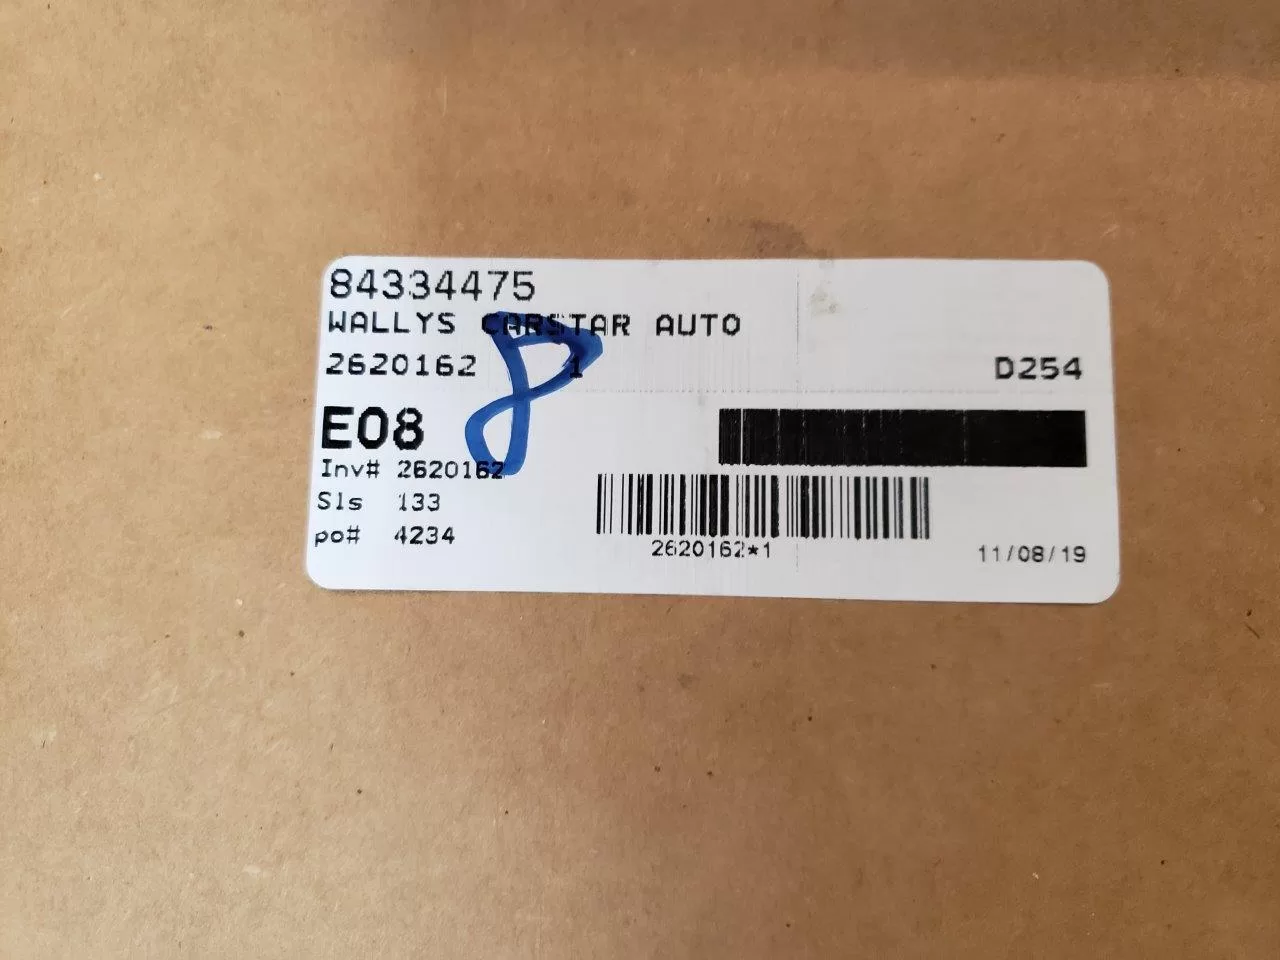 84334475
WALLYS CARSTAR AUTO
2620162 1 D254
8
E08
Inv# 2620162
Sls 133
po# 4234
2620162*1
11/08/19